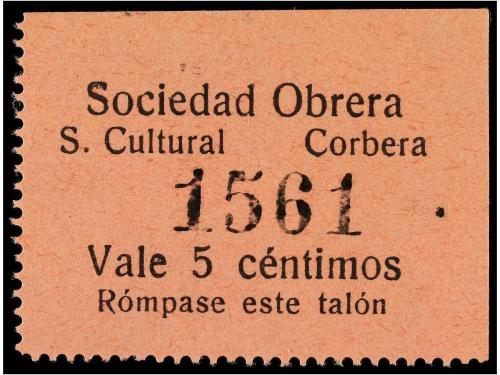 Sociedad Obrera
S. Cultural Corbera
1561
Vale 5 céntimos
Rómpase este talón